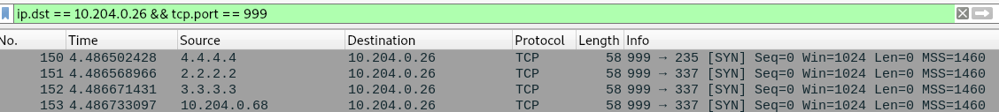 ip.dst == 10.204.0.26 && tcp.port == 999
No. Time Source Destination Protocol Length Info
150 4.486502428 4.4.4.4 10.204.0.26 TCP 58 999 → 235 [SYN] Seq=0 Win=1024 Len=0 MSS=1460
151 4.486568966 2.2.2.2 10.204.0.26 TCP 58 999 → 337 [SYN] Seq=0 Win=1024 Len=0 MSS=1460
152 4.486671431 3.3.3.3 10.204.0.26 TCP 58 999 → 337 [SYN] Seq=0 Win=1024 Len=0 MSS=1460
153 4.486733097 10.204.0.68 10.204.0.26 TCP 58 999 → 337 [SYN] Seq=0 Win=1024 Len=0 MSS=1460